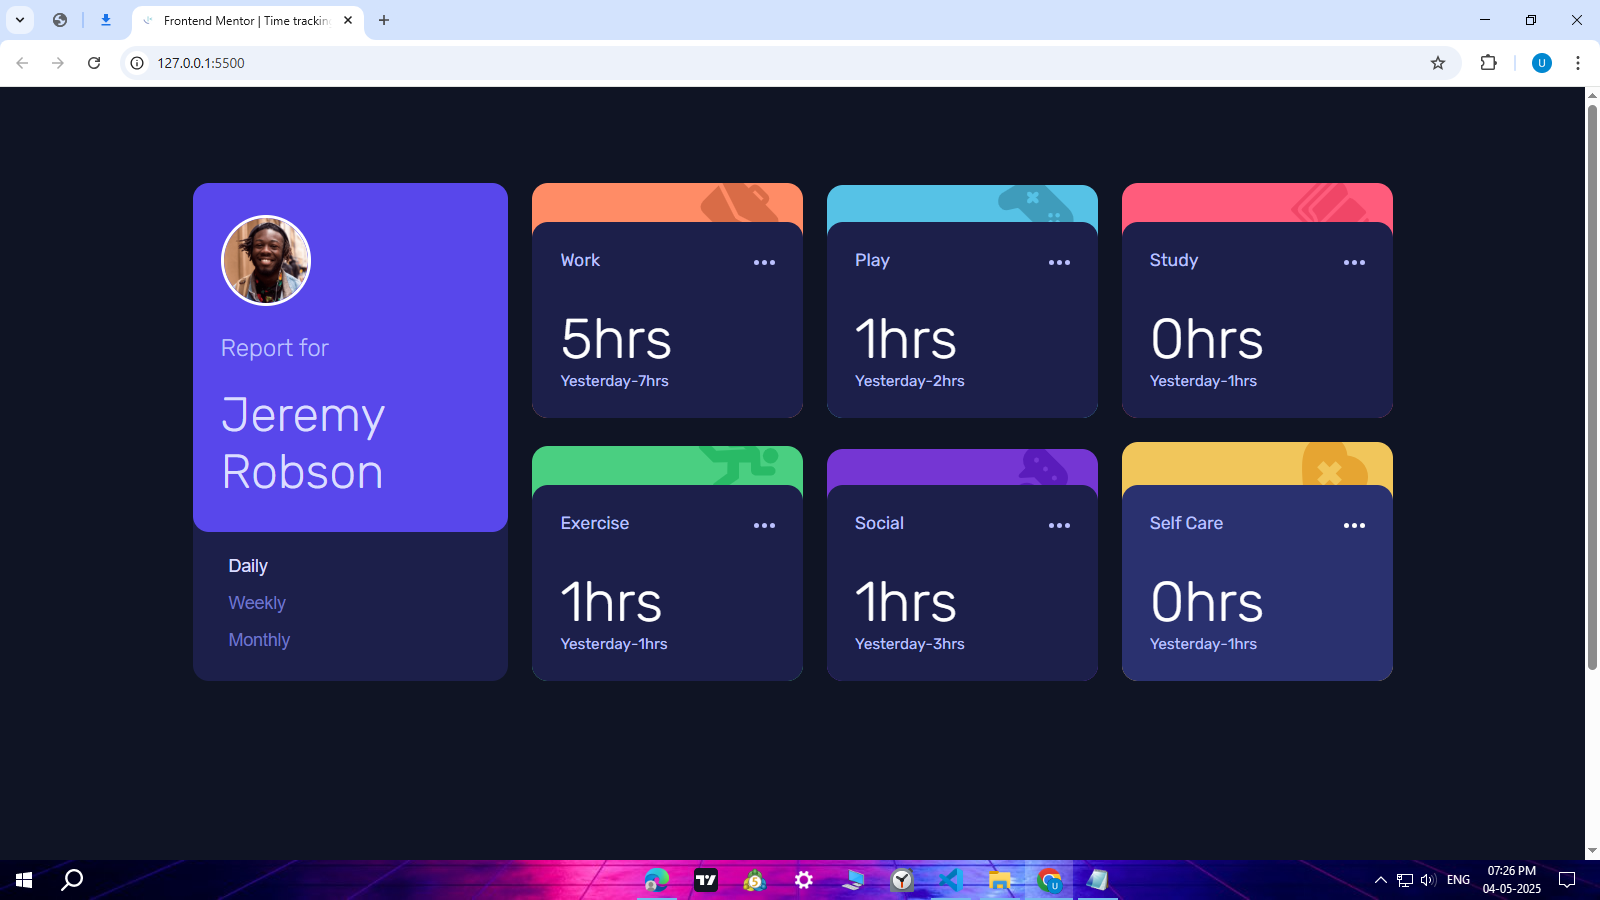 Frontend Mentor | Time trackin
127.0.0.1:5500
U
Report for
Jeremy
Robson
Daily
Weekly
Monthly
Work
5hrs
Yesterday-7hrs
Play
1hrs
Yesterday-2hrs
Study
0hrs
Yesterday-1hrs
Exercise
1hrs
Yesterday-1hrs
Social
1hrs
Yesterday-3hrs
Self Care
0hrs
Yesterday-1hrs
U
ENG
07:26 PM
04-05-2025